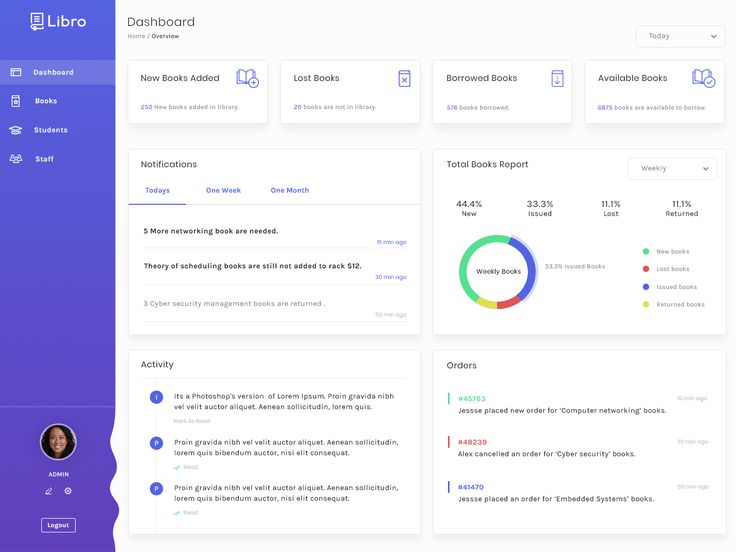 Libro
Dashboard
Books
Students
Staff
ADMIN
Logout
Dashboard
Home / Overview
Today
New Books Added
250 New books added in library.
Lost Books
20 books are not in library.
Borrowed Books
576 books borrowed.
Available Books
6875 books are available to borrow.
Notifications
Todays One Week One Month
5 More networking book are needed.
15 min ago
Theory of scheduling books are still not added to rack S12.
30 min ago
3 Cyber security management books are returned .
50 min ago
Total Books Report
Weekly
44.4% 33.3% 11.1% 11.1%
New Issued Lost Returned
Weekly Books
33.3% Issued Books
New books
Lost books
Issued books
Returned books
Activity
I
Its a Photoshop's version of Lorem Ipsum. Proin gravida nibh
vel velit auctor aliquet. Aenean sollicitudin, lorem quis.
Mark As Read
P
Proin gravida nibh vel velit auctor aliquet. Aenean sollicitudin,
lorem quis bibendum auctor, nisi elit consequat.
Read
P
Proin gravida nibh vel velit auctor aliquet. Aenean sollicitudin,
lorem quis bibendum auctor, nisi elit consequat.
Read
Orders
#45763
10 min ago
Jessse placed new order for ‘Computer networking’ books.
#48239
30 min ago
Alex cancelled an order for ‘Cyber security’ books.
#41470
50 min ago
Jessse placed an order for ‘Embedded Systems’ books.